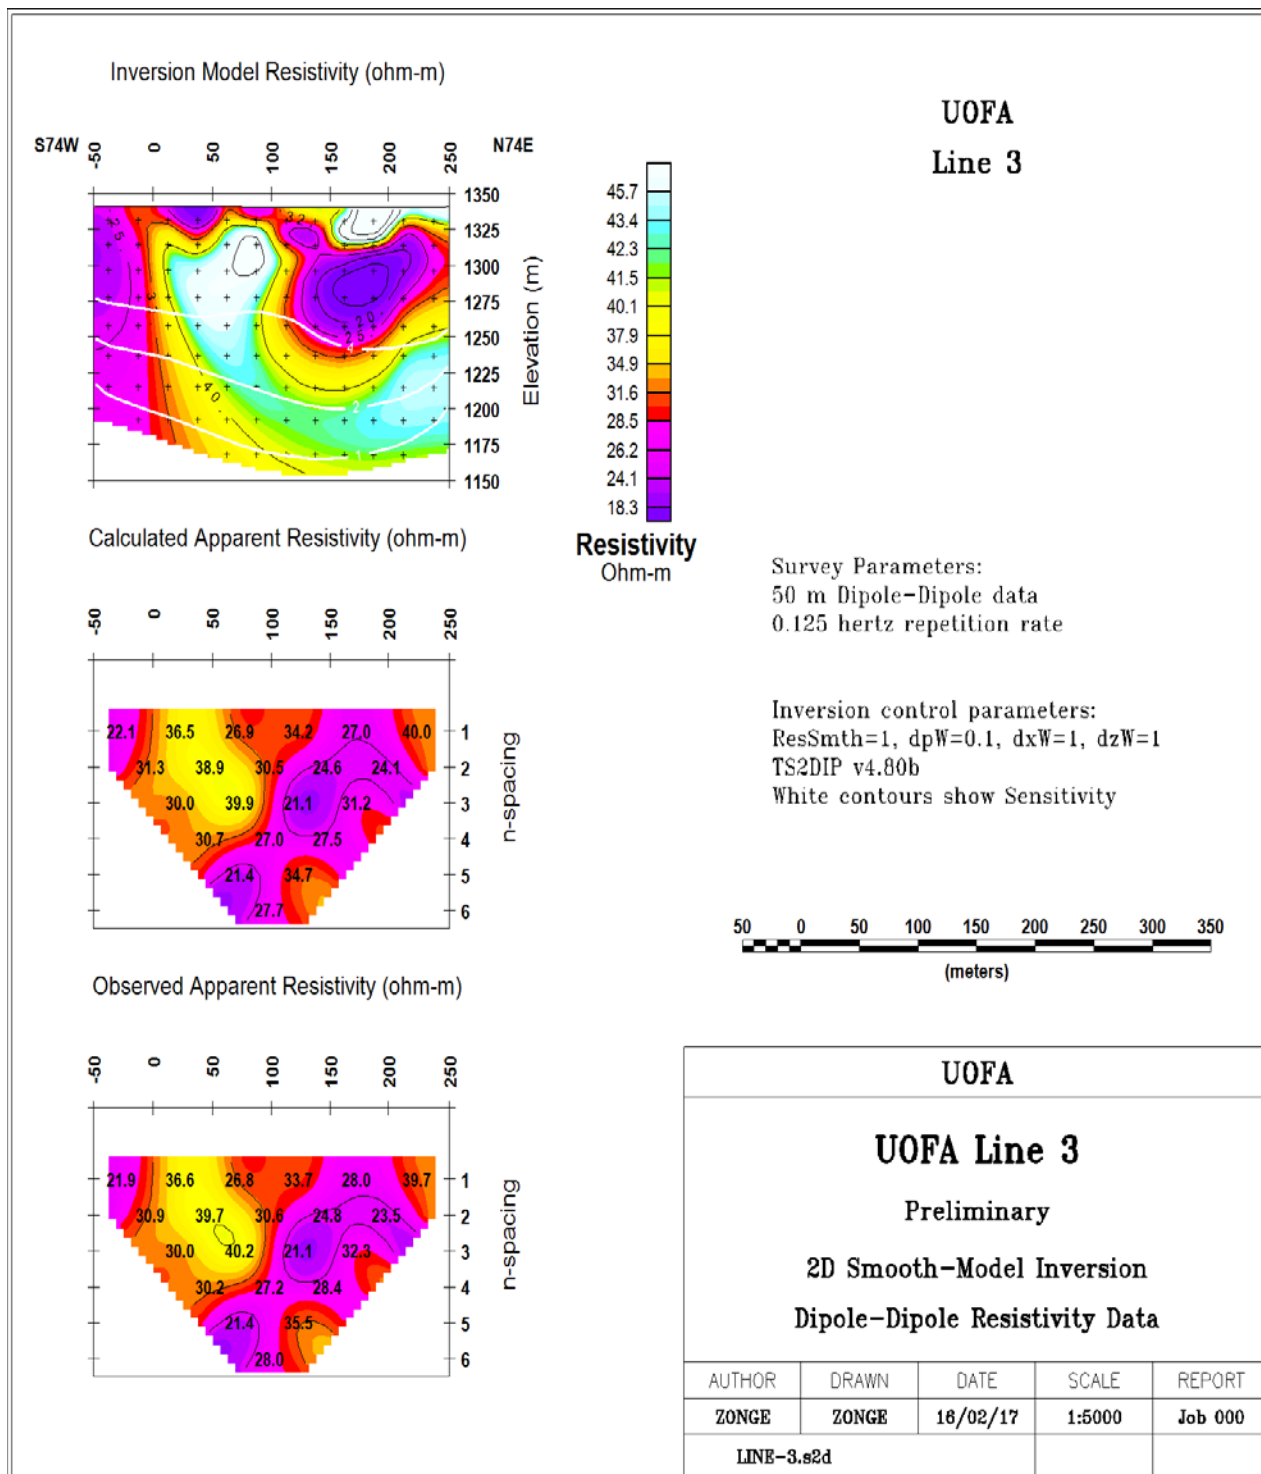 Inversion Model Resistivity (ohm-m)
UOFA
Line 3
S74W -50 0 50 100 150 200 250 N74E
1350
1325
1300
1275
1250
1225
1200
1175
1150
Elevation (m)
25.
32.
20.
25.
40.
4
2
1
45.7
43.4
42.3
41.5
40.1
37.9
34.9
31.6
28.5
26.2
24.1
18.3
Resistivity
Ohm-m
Calculated Apparent Resistivity (ohm-m)
-50 0 50 100 150 200 250
22.1 36.5 26.9 34.2 27.0 40.0 1
31.3 38.9 30.5 24.6 24.1 2
30.0 39.9 21.1 31.2 3
30.7 27.0 27.5 4
21.4 34.7 5
27.7 6
n-spacing
Survey Parameters:
50 m Dipole-Dipole data
0.125 hertz repetition rate
Inversion control parameters:
ResSmth=1, dpW=0.1, dxW=1, dzW=1
TS2DIP v4.80b
White contours show Sensitivity
50 0 50 100 150 200 250 300 350
(meters)
Observed Apparent Resistivity (ohm-m)
-50 0 50 100 150 200 250
21.9 36.6 26.8 33.7 28.0 39.7 1
30.9 39.7 30.6 24.8 23.5 2
30.0 40.2 21.1 32.3 3
30.2 27.2 28.4 4
21.4 35.5 5
28.0 6
n-spacing
UOFA
UOFA Line 3
Preliminary
2D Smooth-Model Inversion
Dipole-Dipole Resistivity Data
AUTHOR DRAWN DATE SCALE REPORT
ZONGE ZONGE 16/02/17 1:5000 Job 000
LINE-3.s2d